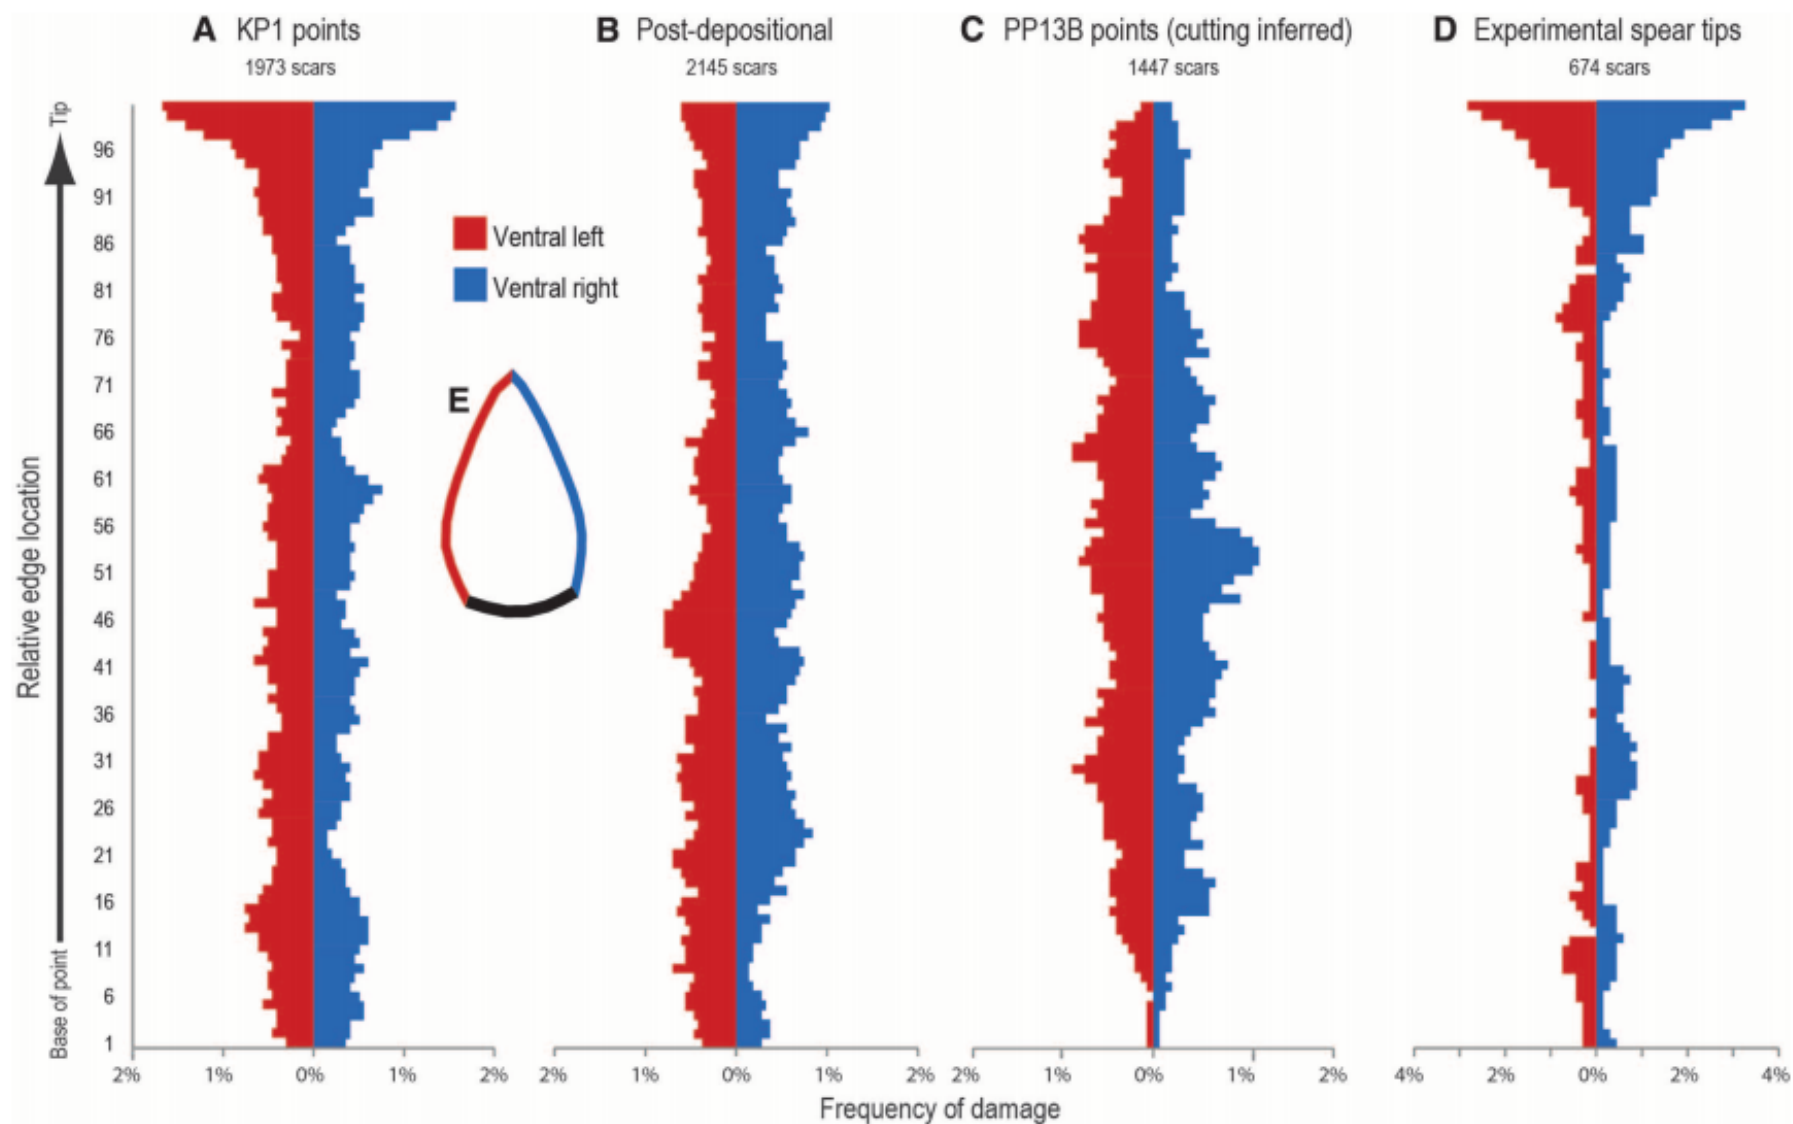 A KP1 points
1973 scars
B Post-depositional
2145 scars
C PP13B points (cutting inferred)
1447 scars
D Experimental spear tips
674 scars
Tip
Relative edge location
Base of point
96
91
86
81
76
71
66
61
56
51
46
41
36
31
26
21
16
11
6
1
Ventral left
Ventral right
E
2% 1% 0% 1% 2%
2% 1% 0% 1% 2%
2% 1% 0% 1% 2%
4% 2% 0% 2% 4%
Frequency of damage